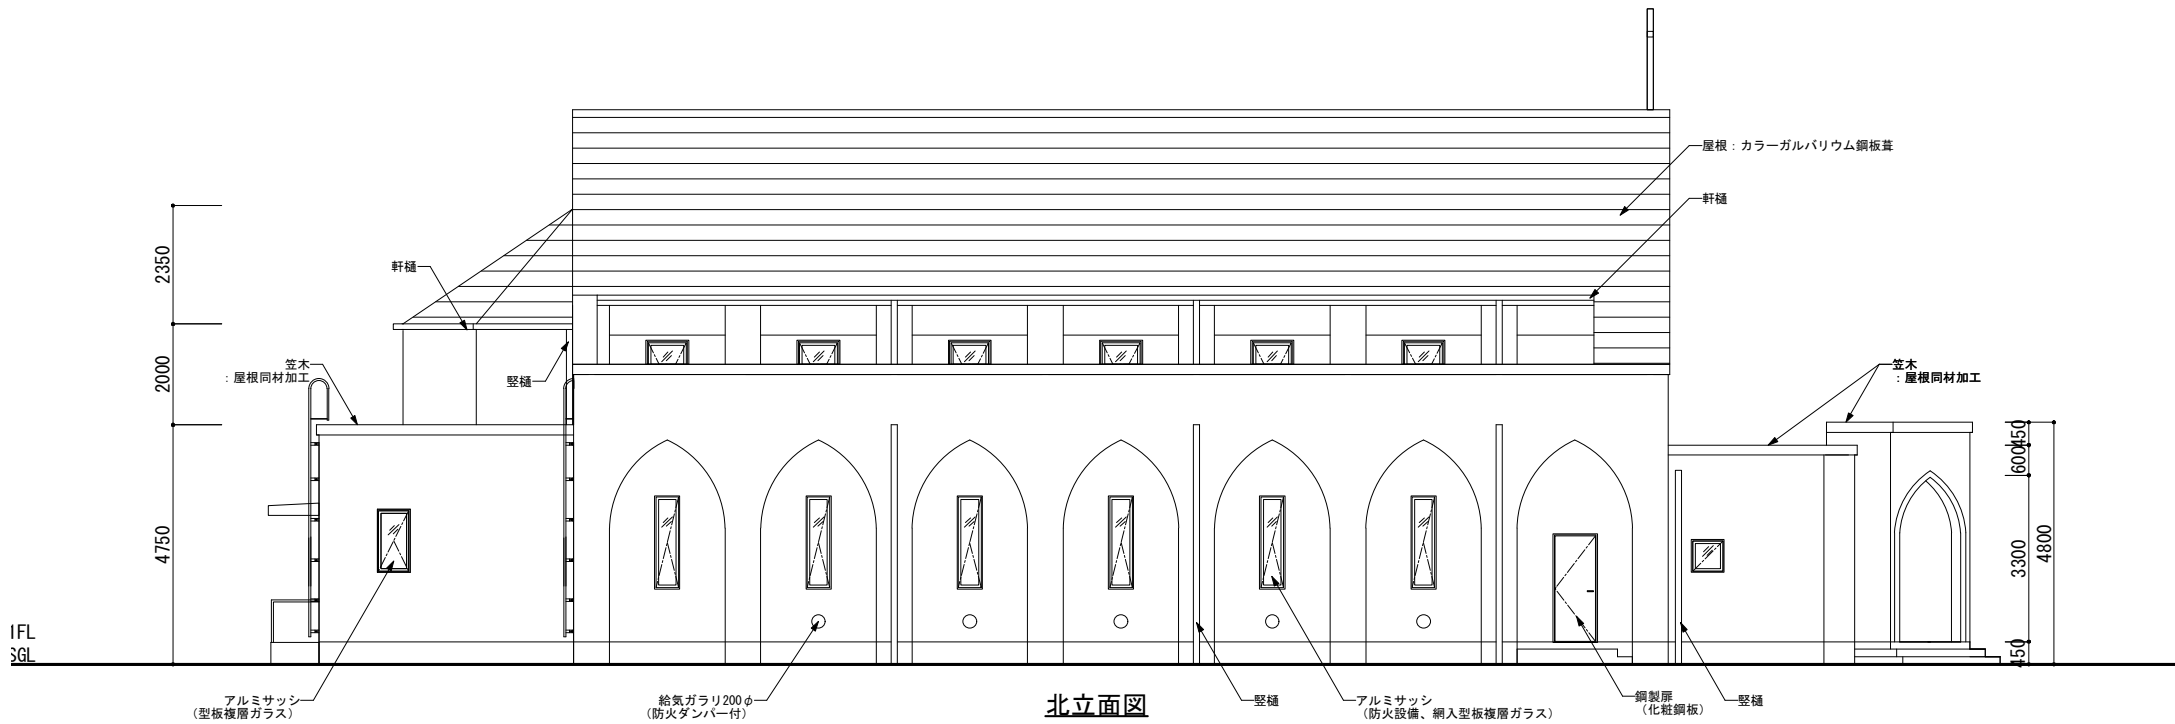 屋根：カラーガルバリウム鋼板葺
軒樋
2350
軒樋
2000
笠木
：屋根同材加工
竪樋
笠木
：屋根同材加工
450
600
4750
3300
4800
450
1FL
SGL
アルミサッシ
（型板複層ガラス）
給気ガラリ200φ
（防火ダンパー付）
北立面図
竪樋
アルミサッシ
（防火設備、網入型板複層ガラス）
鋼製扉
（化粧鋼板）
竪樋